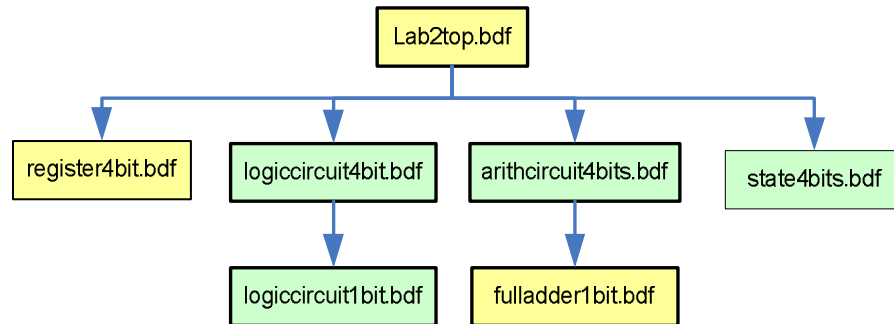 Lab2top.bdf
register4bit.bdf
logiccircuit4bit.bdf
arithcircuit4bits.bdf
state4bits.bdf
logiccircuit1bit.bdf
fulladder1bit.bdf